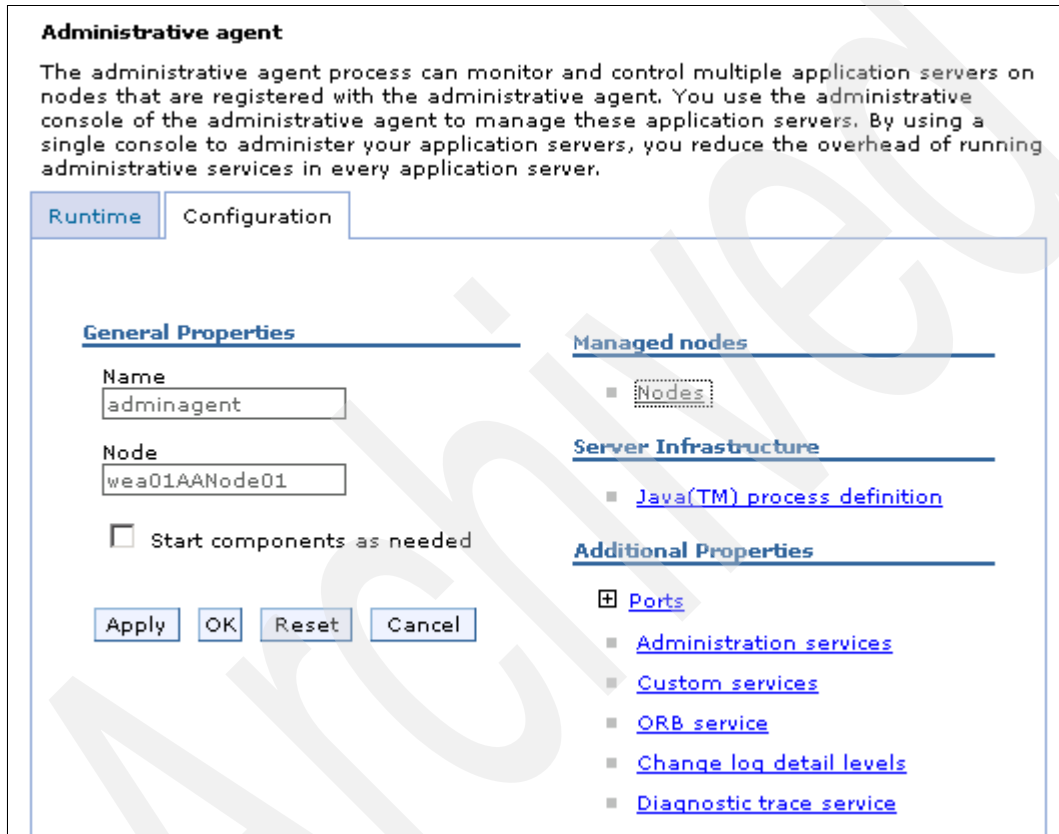 Administrative agent
The administrative agent process can monitor and control multiple application servers on
nodes that are registered with the administrative agent. You use the administrative
console of the administrative agent to manage these application servers. By using a
single console to administer your application servers, you reduce the overhead of running
administrative services in every application server.
Runtime
Configuration
General Properties
Name
adminagent
Node
wea01AANode01
Start components as needed
Apply
OK
Reset
Cancel
Managed nodes
Nodes
Server Infrastructure
Java(TM) process definition
Additional Properties
Ports
Administration services
Custom services
ORB service
Change log detail levels
Diagnostic trace service
Archived